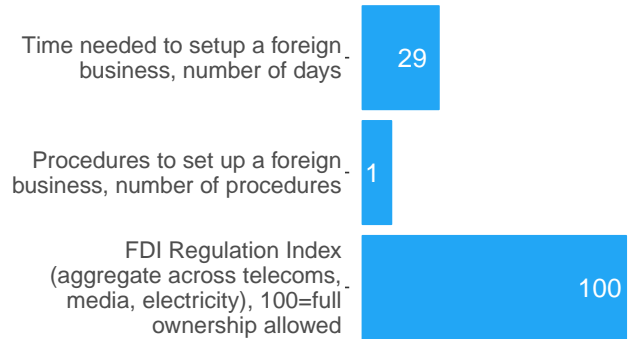 Time needed to setup a foreign
business, number of days
29
Procedures to set up a foreign
business, number of procedures
1
FDI Regulation Index
(aggregate across telecoms,
media, electricity), 100=full
ownership allowed
100